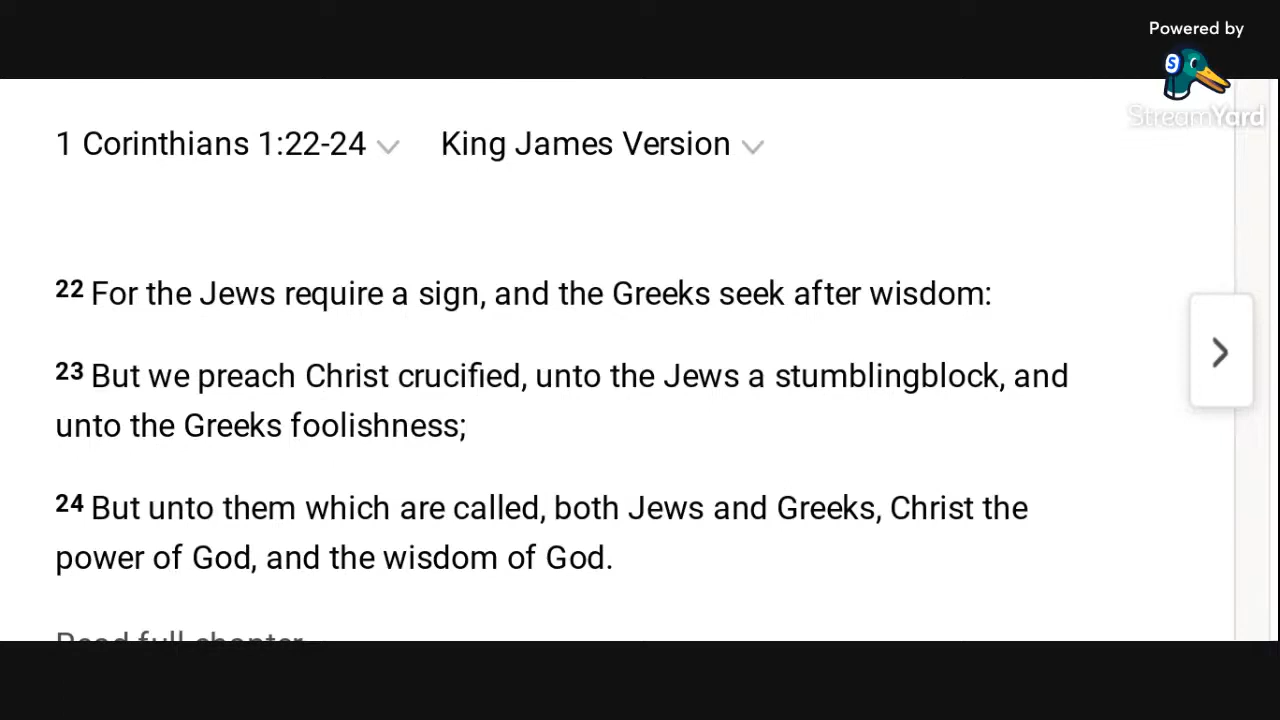 Powered by
S
StreamYard
1 Corinthians 1:22-24 King James Version
22 For the Jews require a sign, and the Greeks seek after wisdom:
23 But we preach Christ crucified, unto the Jews a stumblingblock, and
unto the Greeks foolishness;
24 But unto them which are called, both Jews and Greeks, Christ the
power of God, and the wisdom of God.
Read full chapter